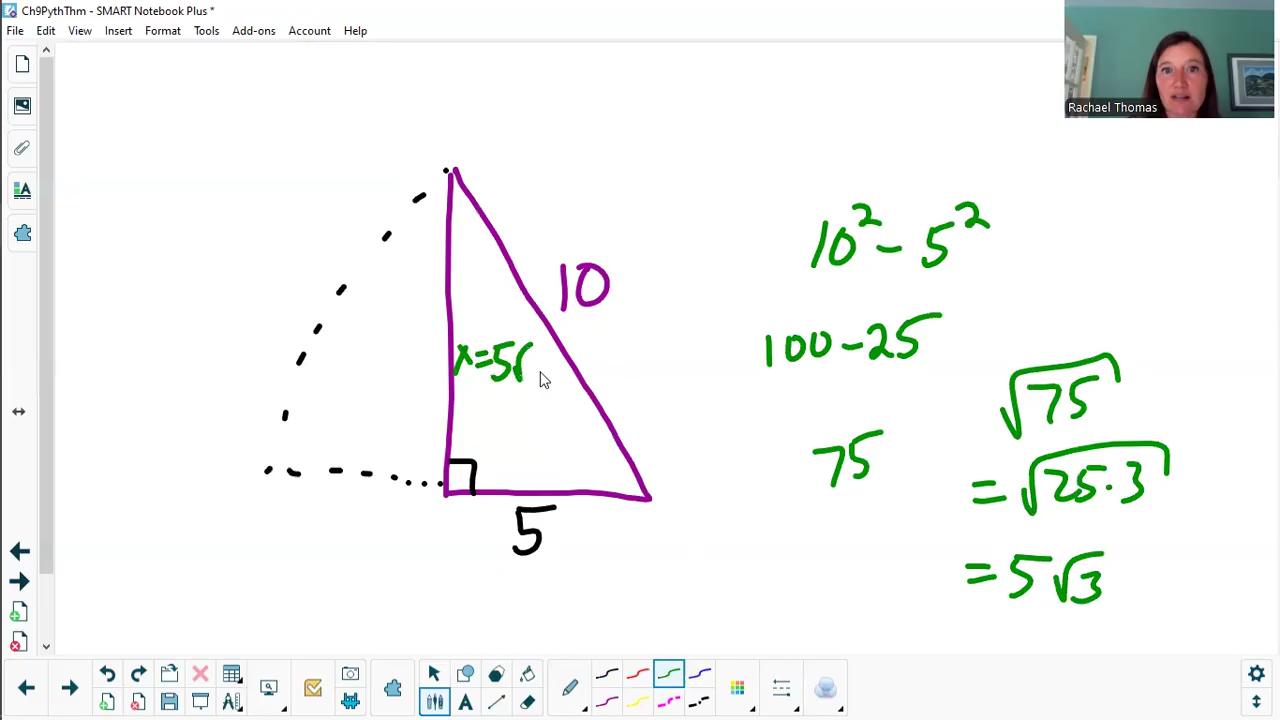 Ch9PythThm - SMART Notebook Plus *
File Edit View Insert Format Tools Add-ons Account Help
Rachael Thomas
10² - 5²
10
100 - 25
x = 5√
√75
75
= √25·3
5
= 5√3